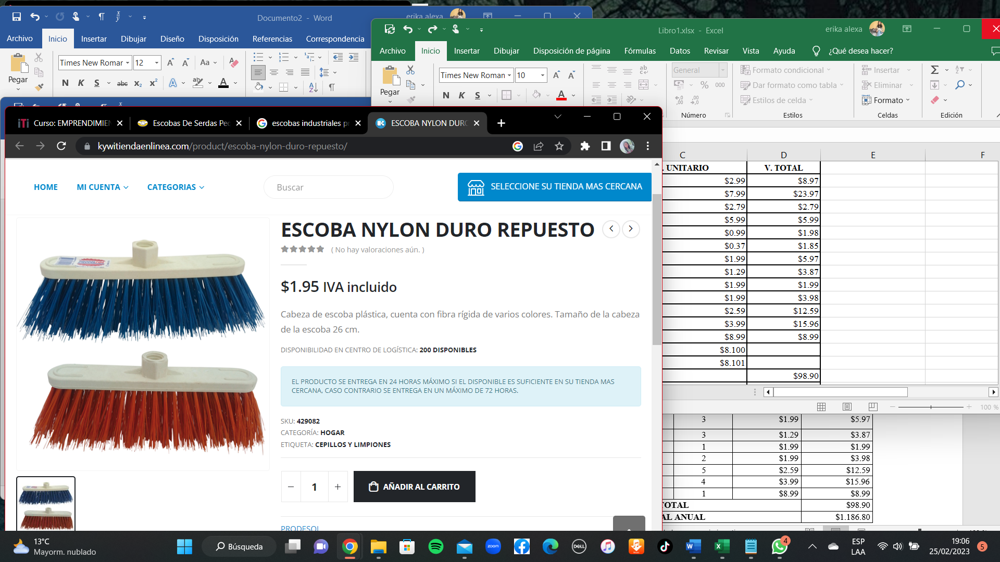 Documento2 - Word
erika alexa
Archivo Inicio Insertar Dibujar Diseño Disposición Referencias Correspondencia
Times New Romar 12
Aa
Pegar
N K S abc x₂ x² A ab A
Libro1.xlsx - Excel
erika alexa
Archivo Inicio Insertar Dibujar Disposición de página Fórmulas Datos Revisar Vista Ayuda ¿Qué desea hacer?
Times New Roman 10
Pegar
N K S A
General
% 000
Número
Formato condicional
Dar formato como tabla
Estilos de celda
Estilos
Insertar
Eliminar
Formato
Celdas
Edición
Curso: EMPRENDIMIEN
Escobas De Serdas Pec
escobas industriales pr
ESCOBA NYLON DURO
kywitiendaenlinea.com/product/escoba-nylon-duro-repuesto/
HOME MI CUENTA CATEGORIAS Buscar SELECCIONE SU TIENDA MAS CERCANA
ESCOBA NYLON DURO REPUESTO
( No hay valoraciones aún. )
$1.95 IVA incluido
Cabeza de escoba plástica, cuenta con fibra rígida de varios colores. Tamaño de la cabeza
de la escoba 26 cm.
DISPONIBILIDAD EN CENTRO DE LOGÍSTICA: 200 DISPONIBLES
EL PRODUCTO SE ENTREGA EN 24 HORAS MÁXIMO SI EL DISPONIBLE ES SUFICIENTE EN SU TIENDA MAS
CERCANA, CASO CONTRARIO SE ENTREGA EN UN MÁXIMO DE 72 HORAS.
SKU: 429082
CATEGORÍA: HOGAR
ETIQUETA: CEPILLOS Y LIMPIONES
− 1 + AÑADIR AL CARRITO
PRODESOL
C D E F
. UNITARIO V. TOTAL
$2.99 $8.97
$7.99 $23.97
$2.79 $2.79
$5.99 $5.99
$0.99 $1.98
$0.37 $1.85
$1.99 $5.97
$1.29 $3.87
$1.99 $1.99
$1.99 $3.98
$2.59 $12.59
$3.99 $15.96
$8.99 $8.99
$8.100
$8.101
$98.90
100 %
3 $1.99 $5.97
3 $1.29 $3.87
1 $1.99 $1.99
2 $1.99 $3.98
5 $2.59 $12.59
4 $3.99 $15.96
1 $8.99 $8.99
TOTAL $98.90
AL ANUAL $1.186.80
13°C
Mayorm. nublado
Búsqueda
zoom
DELL
4
ESP
LAA
19:06
25/02/2023
5